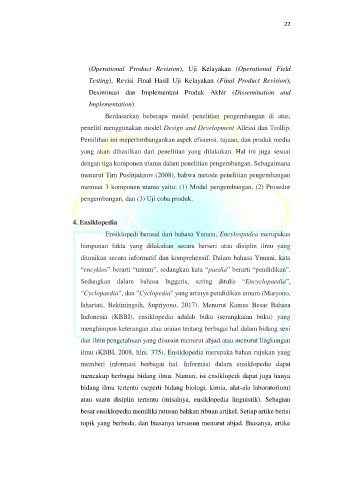 22
(Operational Product Revision), Uji Kelayakan (Operational Field
Testing), Revisi Final Hasil Uji Kelayakan (Final Product Revision),
Desiminasi dan Implementasi Produk Akhir (Dissemination and
Implementation).
Berdasarkan beberapa model penelitian pengembangan di atas,
peneliti menggunakan model Design and Development Allessi dan Trollip.
Pemilihan ini mepertimbangankan aspek efisiensi, tujuan, dan produk media
yang akan dihasilkan dari penelitian yang dilakukan. Hal ini juga sesuai
dengan tiga komponen utama dalam penelitian pengembangan. Sebagaimana
menurut Tim Puslitjaknov (2008), bahwa metode penelitian pengembangan
memuat 3 komponen utama yaitu: (1) Model pengembangan, (2) Prosedur
pengembangan, dan (3) Uji coba produk.
4. Ensiklopedia
Ensiklopedi berasal dari bahasa Yunani, Encylospadea merupakan
himpunan fakta yang dilakukan secara berseri atau disiplin ilmu yang
diuraikan secara informatif dan komprehensif. Dalam bahasa Yunani, kata
"encyklos" berarti "umum", sedangkan kata "paedia" berarti "pendidikan".
Sedangkan dalam bahasa Inggeris, sering ditulis "Encyclopaedia",
"Cyclopaedia", dan "Cyclopedia" yang artinya pendidikan umum (Maryono,
Ishartati, Bektiningsih, Supriyono, 2017). Menurut Kamus Besar Bahasa
Indonesia (KBBI), ensiklopedia adalah buku (serangkaian buku) yang
menghimpun keterangan atau uraian tentang berbagai hal dalam bidang seni
dan ilmu pengetahuan yang disusun menurut abjad atau menurut lingkungan
ilmu (KBBI, 2008, hlm. 375). Ensiklopedia merupaka bahan rujukan yang
memberi informasi berbagai hal. Informasi dalam ensiklopedia dapat
mencakup berbagai bidang ilmu. Namun, isi ensiklopedi dapat juga hanya
bidang ilmu tertentu (seperti bidang biologi, kimia, alat-alu laboratorium)
atau suatu disiplin tertentu (misalnya, ensiklopedia linguistik). Sebagian
besar ensiklopedia memiliki ratusan bahkan ribuan artikel. Setiap artike berisi
topik yang berbeda, dan biasanya tersusun menurut abjad. Biasanya, artike